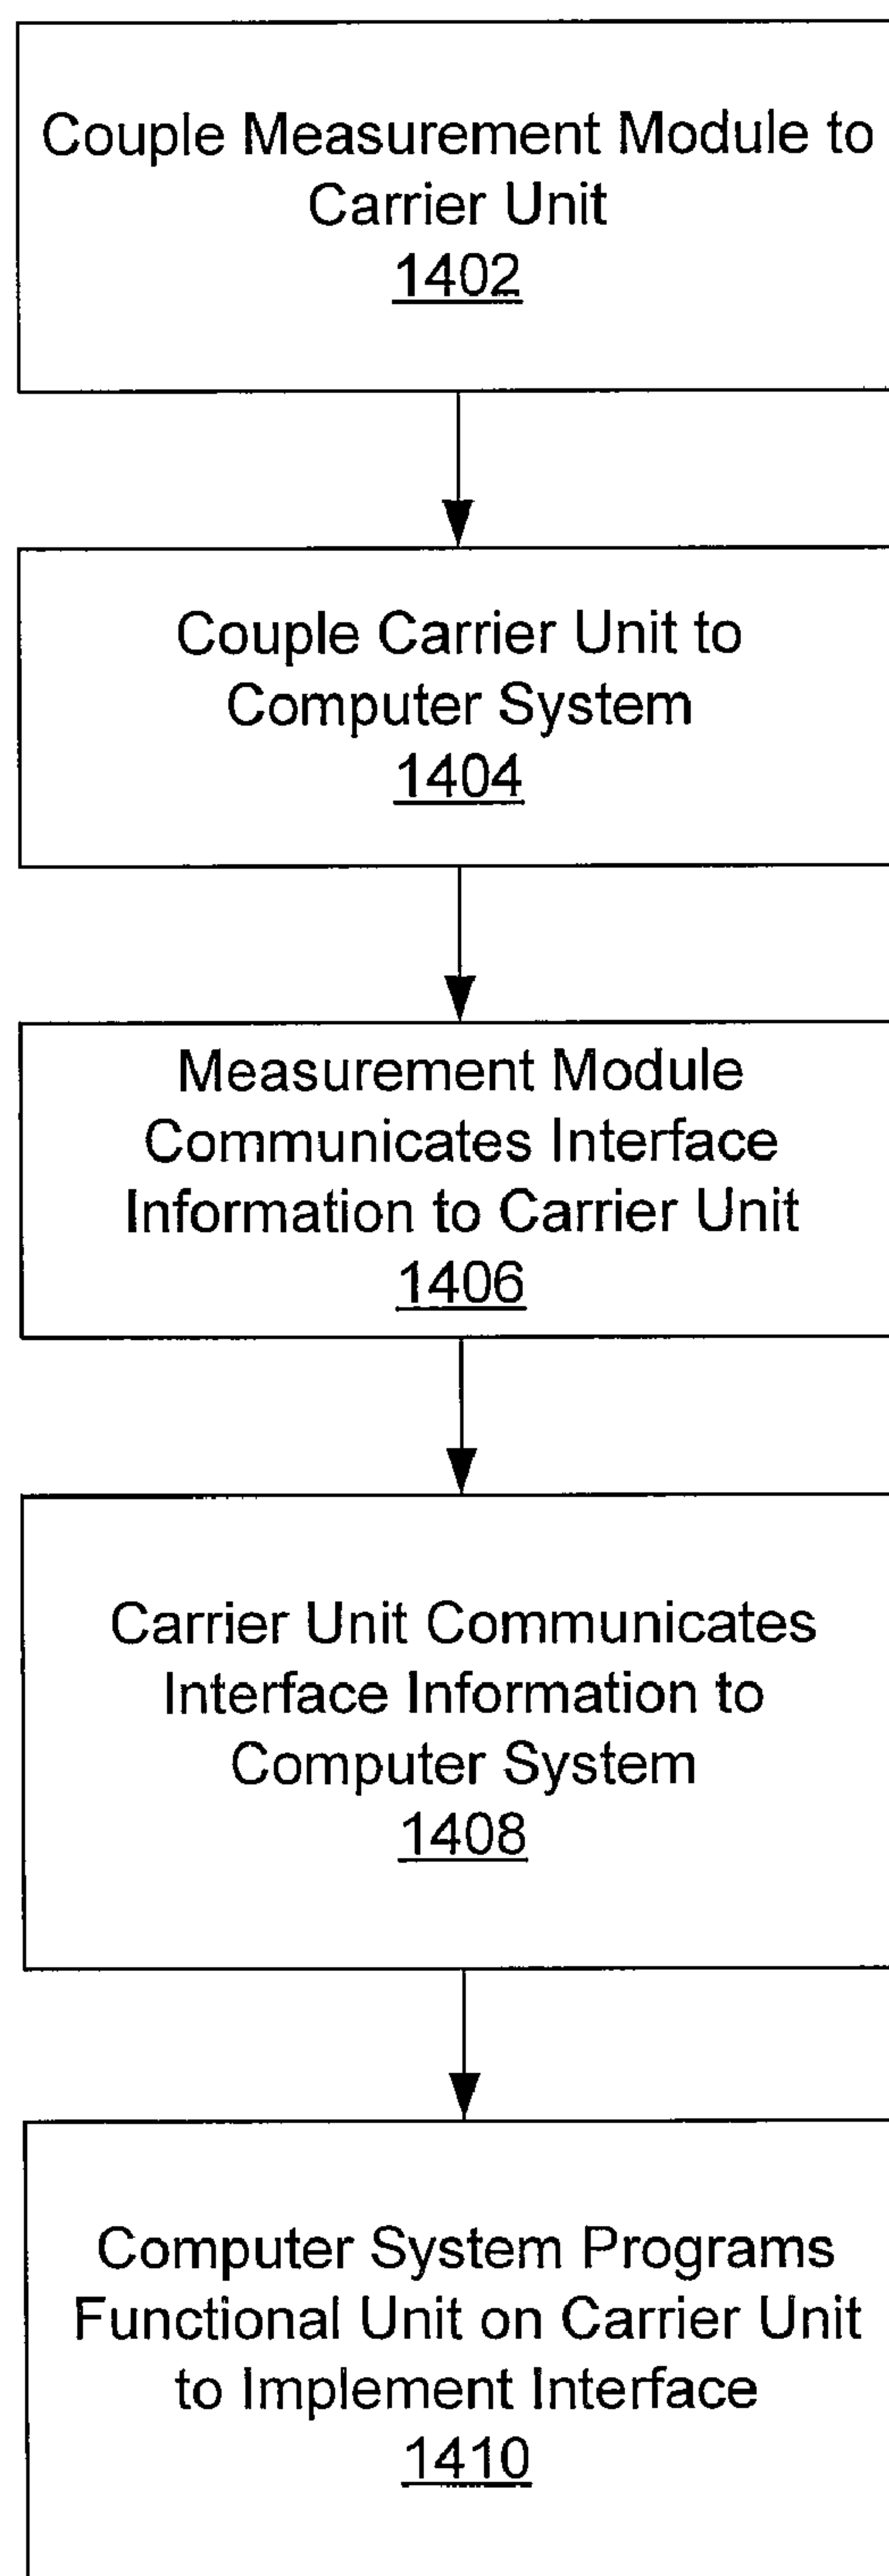 Couple Measurement Module to
Carrier Unit
1402
Couple Carrier Unit to
Computer System
1404
Measurement Module
Communicates Interface
Information to Carrier Unit
1406
Carrier Unit Communicates
Interface Information to
Computer System
1408
Computer System Programs
Functional Unit on Carrier Unit
to Implement Interface
1410